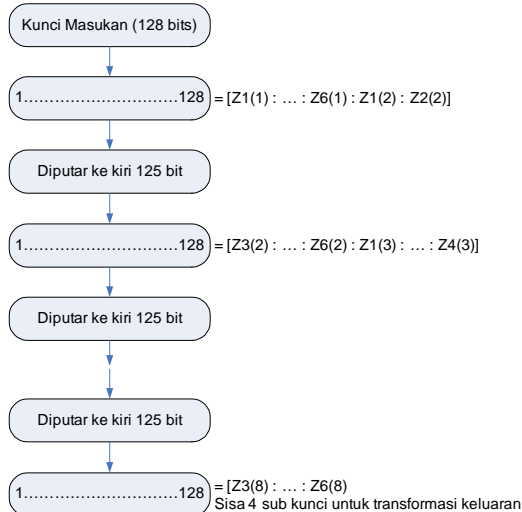 Kunci Masukan (128 bits)
1................................128 = [Z1(1) : … : Z6(1) : Z1(2) : Z2(2)]
Diputar ke kiri 125 bit
1................................128 = [Z3(2) : … : Z6(2) : Z1(3) : … : Z4(3)]
Diputar ke kiri 125 bit
Diputar ke kiri 125 bit
1................................128 = [Z3(8) : … : Z6(8)
Sisa 4 sub kunci untuk transformasi keluaran